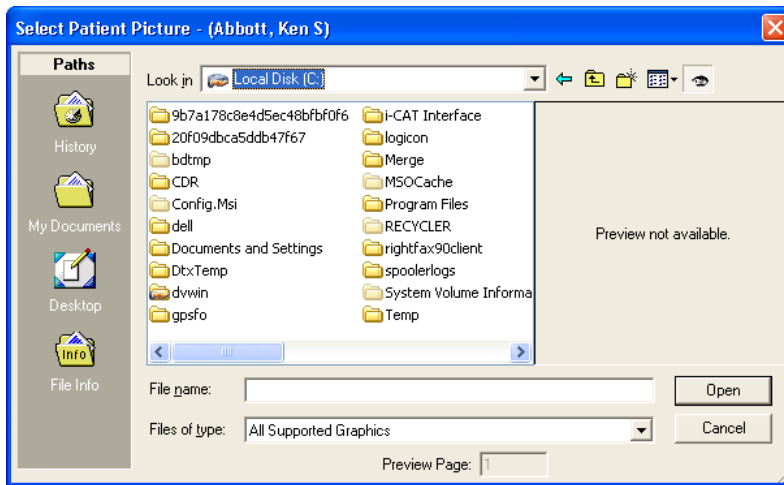 Select Patient Picture - (Abbott, Ken S)
Paths
History
My Documents
Desktop
Info
File Info
Look in Local Disk (C:)
9b7a178c8e4d5ec48bfbf0f6
20f09dbca5ddb47f67
bdtmp
CDR
Config.Msi
dell
Documents and Settings
DtxTemp
dvwin
gpsfo
i-CAT Interface
logicon
Merge
MSOCache
Program Files
RECYCLER
rightfax90client
spoolerlogs
System Volume Informa
Temp
Preview not available.
File name:
Open
Files of type: All Supported Graphics
Cancel
Preview Page: 1